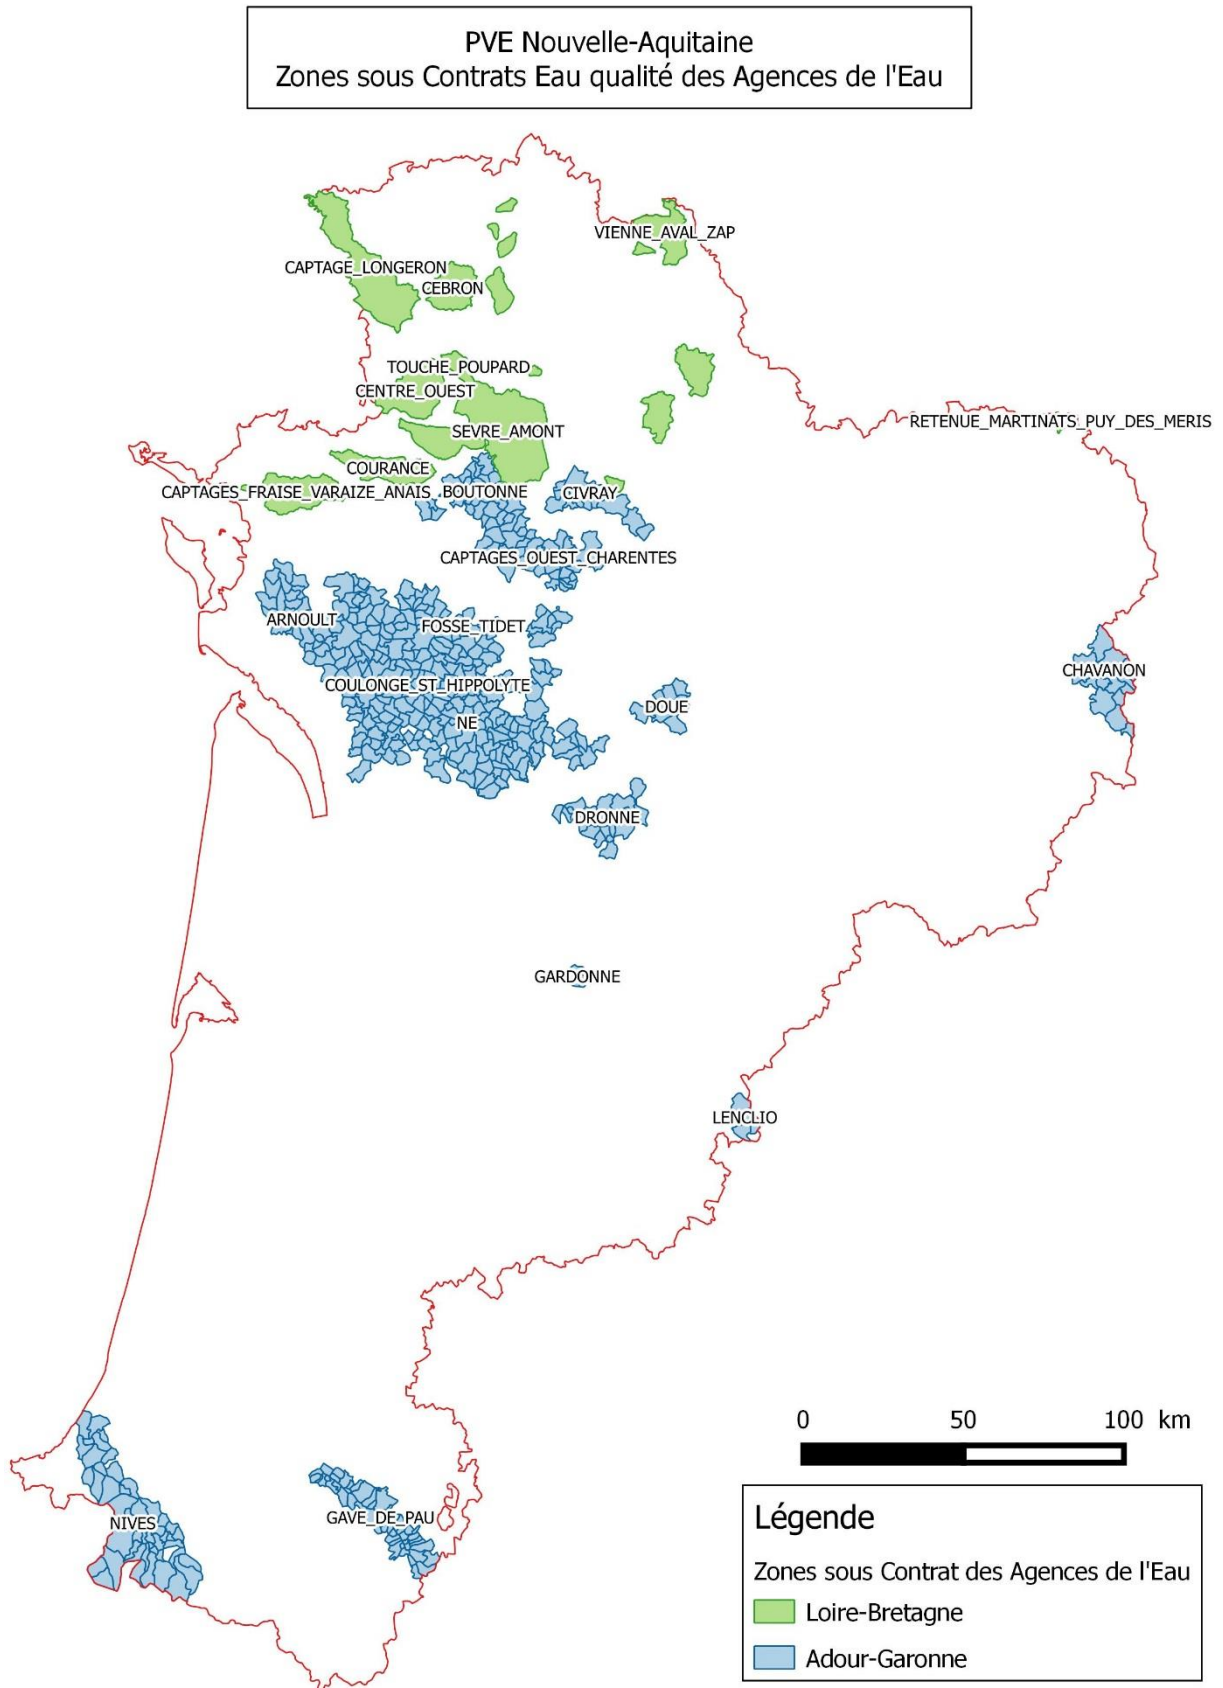 PVE Nouvelle-Aquitaine
Zones sous Contrats Eau qualité des Agences de l'Eau
VIENNE_AVAL_ZAP
CAPTAGE_LONGERON
CEBRON
TOUCHE_POUPARD
CENTRE_OUEST
RETENUE_MARTINATS_PUY_DES_MERIS
SEVRE_AMONT
COURANCE
CAPTAGES_FRAISE_VARAIZE_ANAIS
BOUTONNE
CIVRAY
CAPTAGES_OUEST_CHARENTES
ARNOULT
FOSSE_TIDET
CHAVANON
COULONGE_ST_HIPPOLYTE
DOUE
NE
DRONNE
GARDONNE
LENCLIO
NIVES
GAVE_DE_PAU
0 50 100 km
Légende
Zones sous Contrat des Agences de l'Eau
Loire-Bretagne
Adour-Garonne